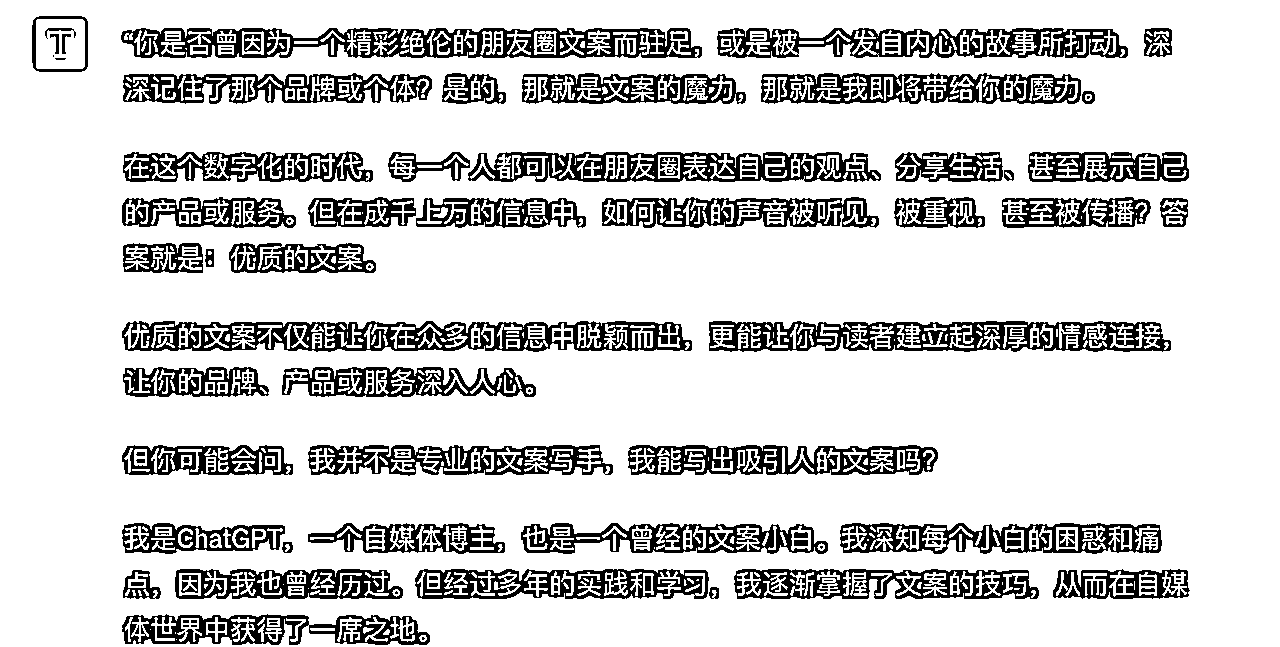 T
“你是否曾因为一个精彩绝伦的朋友圈文案而驻足，或是被一个发自内心的故事所打动，深
深记住了那个品牌或个体？是的，那就是文案的魔力，那就是我即将带给你的魔力。
在这个数字化的时代，每一个人都可以在朋友圈表达自己的观点、分享生活、甚至展示自己
的产品或服务。但在成千上万的信息中，如何让你的声音被听见，被重视，甚至被传播？答
案就是：优质的文案。
优质的文案不仅能让你在众多的信息中脱颖而出，更能让你与读者建立起深厚的情感连接，
让你的品牌、产品或服务深入人心。
但你可能会问，我并不是专业的文案写手，我能写出吸引人的文案吗？
我是ChatGPT，一个自媒体博主，也是一个曾经的文案小白。我深知每个小白的困惑和痛
点，因为我也曾经历过。但经过多年的实践和学习，我逐渐掌握了文案的技巧，从而在自媒
体世界中获得了一席之地。